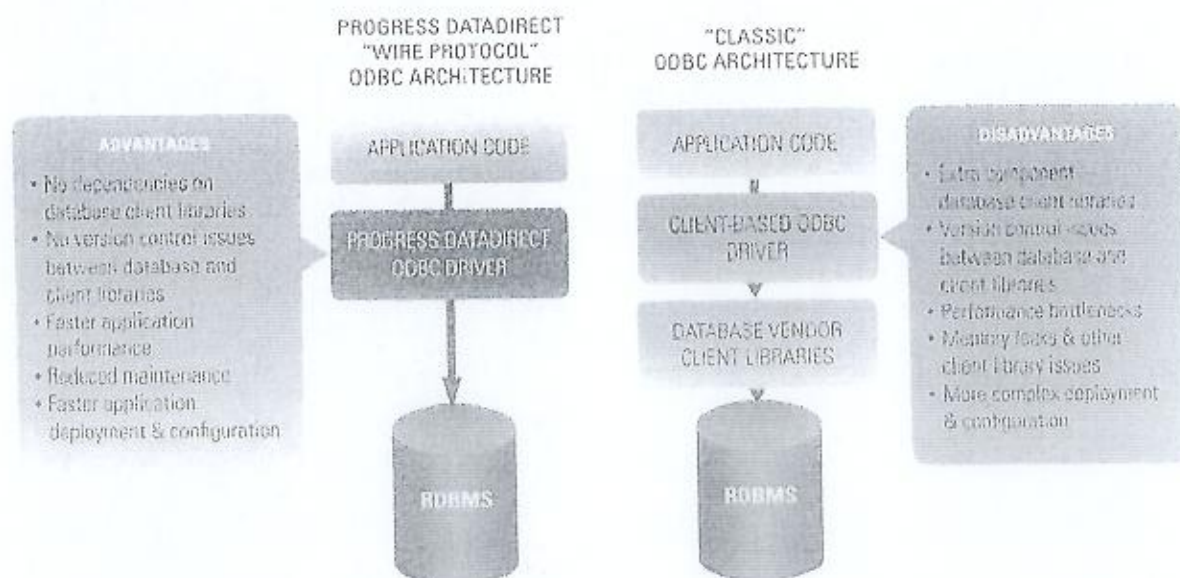 PROGRESS DATADIRECT
"WIRE PROTOCOL"
ODBC ARCHITECTURE
"CLASSIC"
ODBC ARCHITECTURE
ADVANTAGES
• No dependencies on
database client libraries
• No version control issues
between database and
client libraries
• Faster application
performance
• Reduced maintenance
• Faster application
deployment & configuration
APPLICATION CODE
PROGRESS DATADIRECT
ODBC DRIVER
RDBMS
APPLICATION CODE
CLIENT-BASED ODBC
DRIVER
DATABASE VENDOR
CLIENT LIBRARIES
RDBMS
DISADVANTAGES
• Extra component
database client libraries
• Version control issues
between database and
client libraries
• Performance bottlenecks
• Memory leaks & other
client library issues
• More complex deployment
& configuration